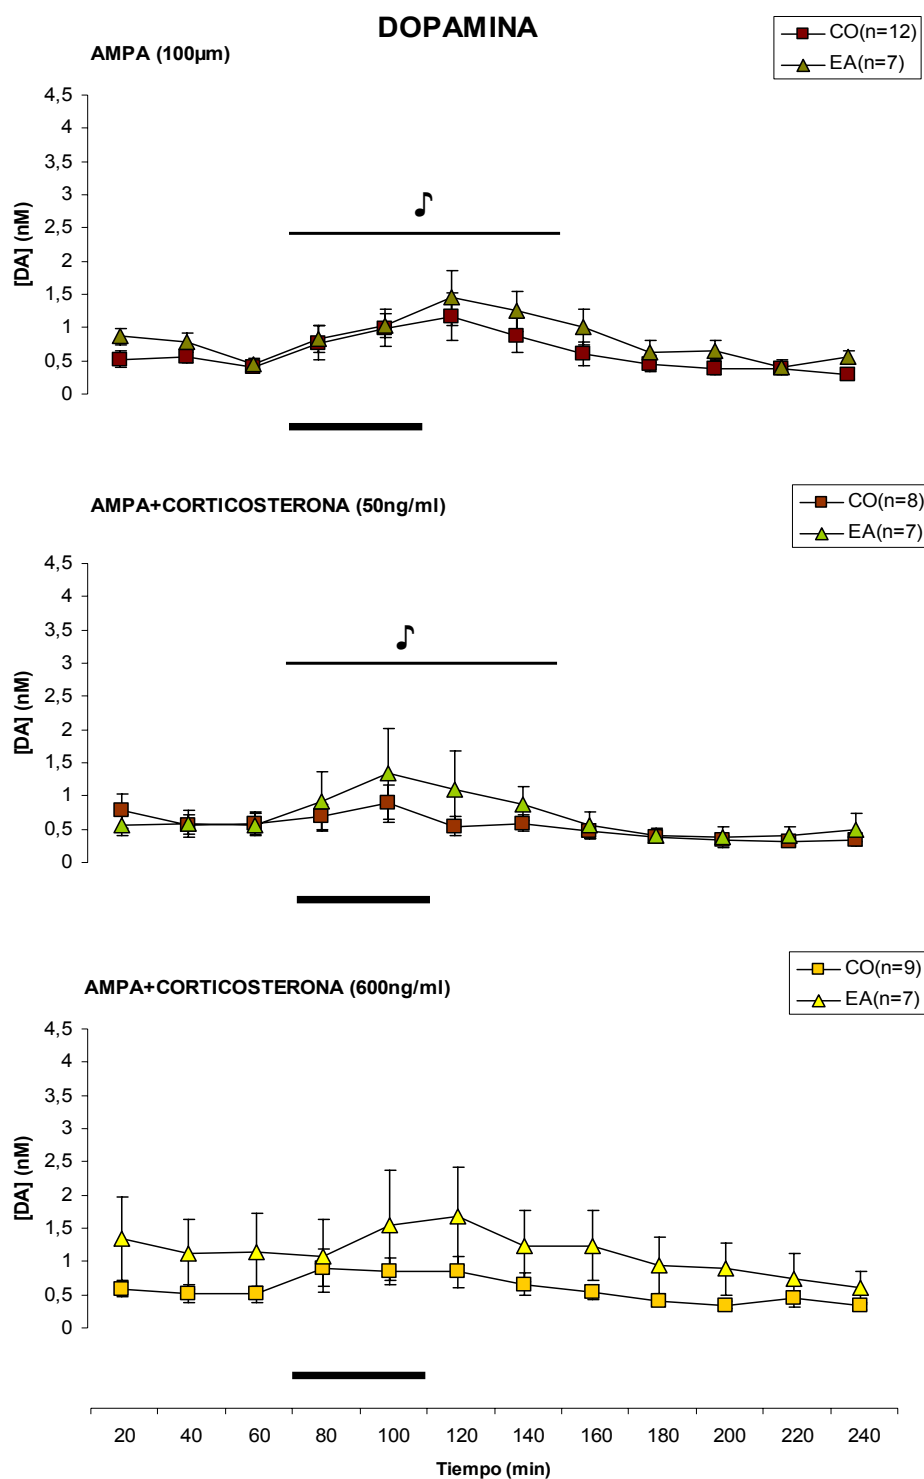 DOPAMINA
AMPA (100µm)
CO(n=12)
EA(n=7)
4,5
4
3,5
3
2,5
2
1,5
1
0,5
0
[DA] (nM)
♪
AMPA+CORTICOSTERONA (50ng/ml)
CO(n=8)
EA(n=7)
4,5
4
3,5
3
2,5
2
1,5
1
0,5
0
[DA] (nM)
♪
AMPA+CORTICOSTERONA (600ng/ml)
CO(n=9)
EA(n=7)
4,5
4
3,5
3
2,5
2
1,5
1
0,5
0
[DA] (nM)
20 40 60 80 100 120 140 160 180 200 220 240
Tiempo (min)